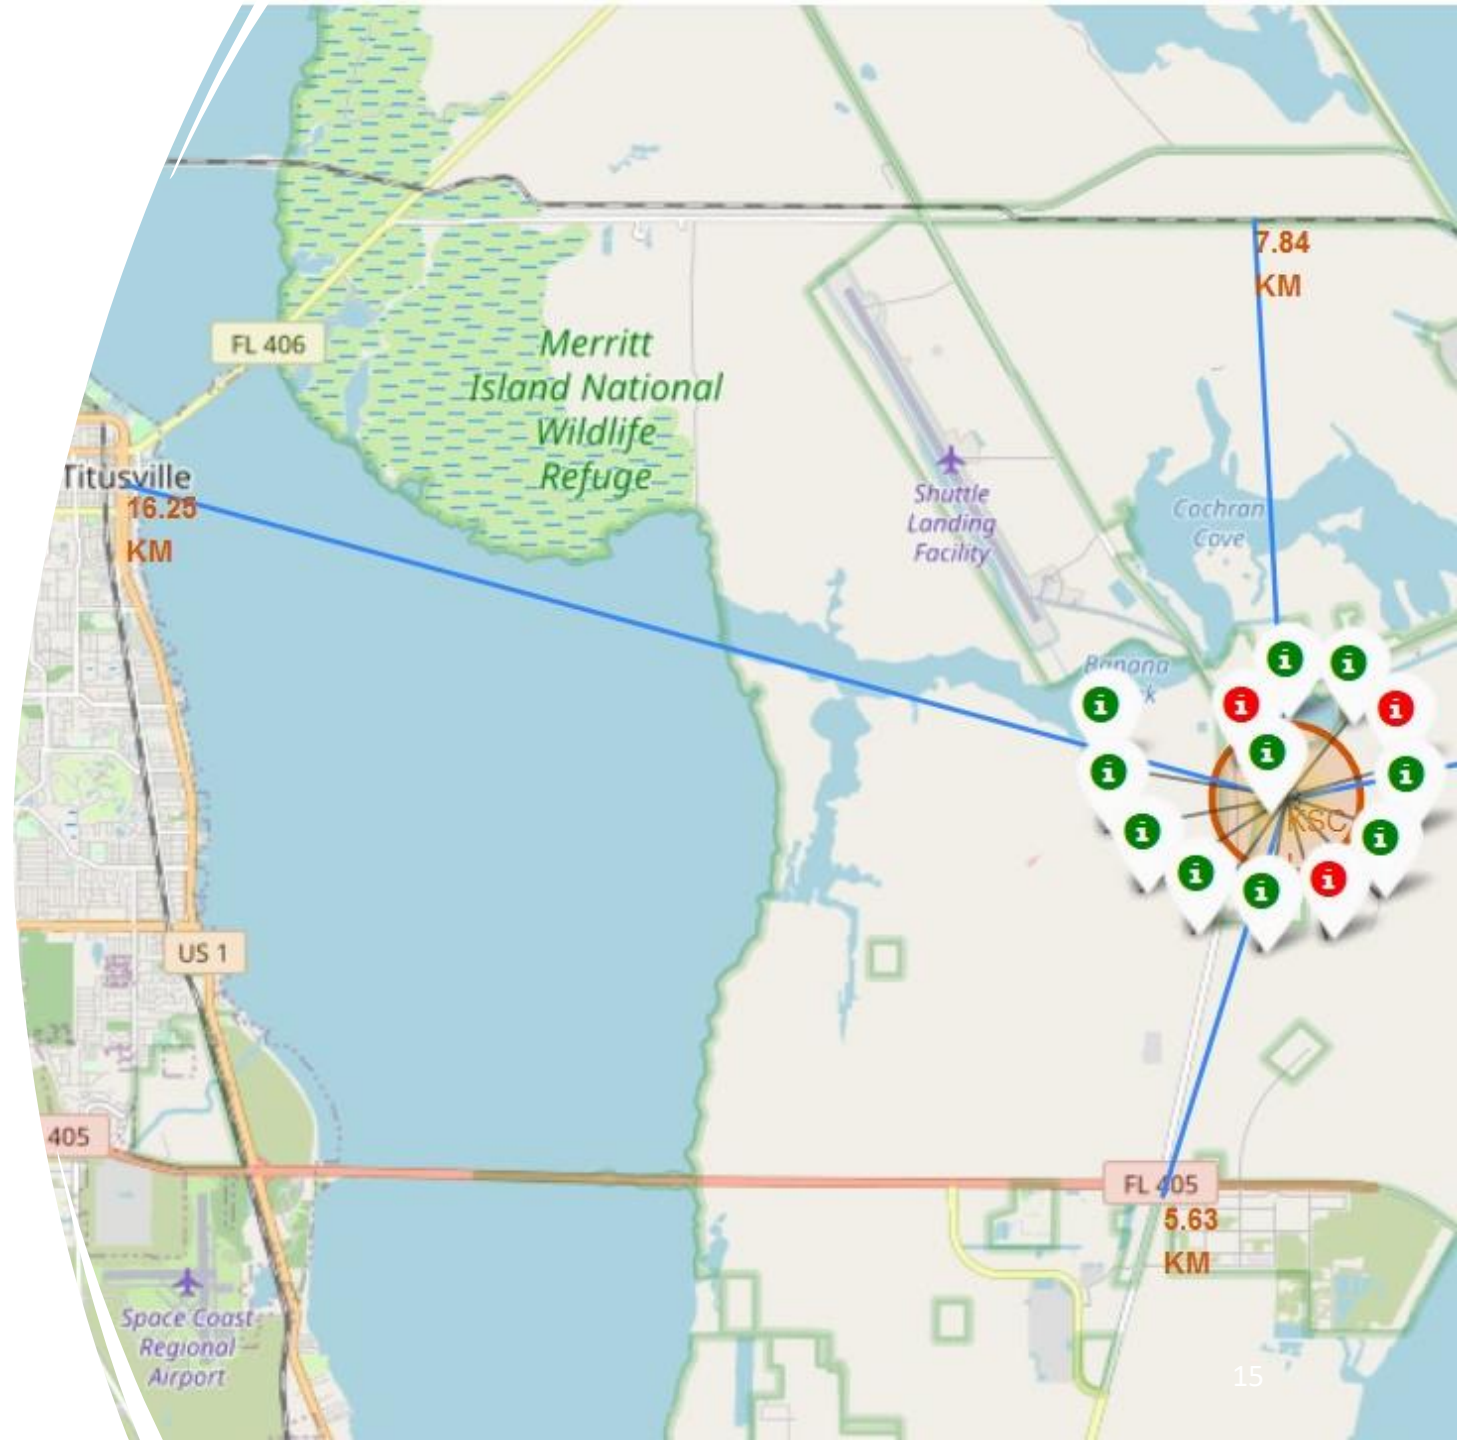 7.84
KM
FL 406
Merritt
Island National
Wildlife
Refuge
Titusville
16.25
KM
Shuttle
Landing
Facility
Cochran
Cove
Banana
k
KSC
L
US 1
405
FL 405
5.63
KM
Space Coast
Regional
Airport
15